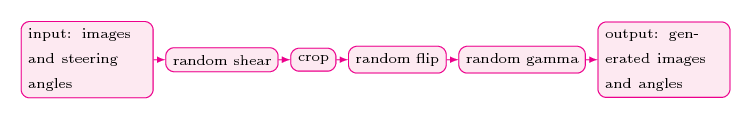 input: images
and steering
angles
random shear
crop
random flip
random gamma
output: gen-
erated images
and angles